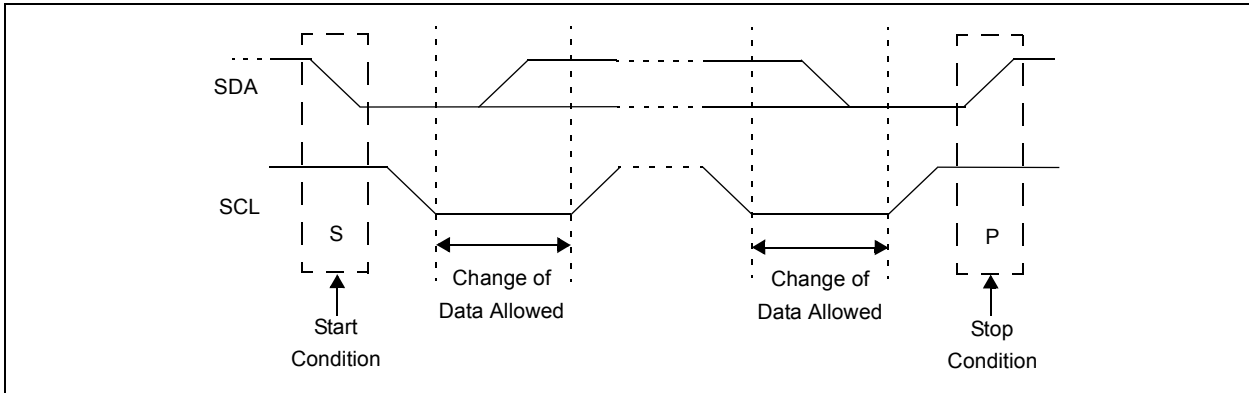 SDA
SCL
S
P
Change of
Data Allowed
Change of
Data Allowed
Start
Condition
Stop
Condition